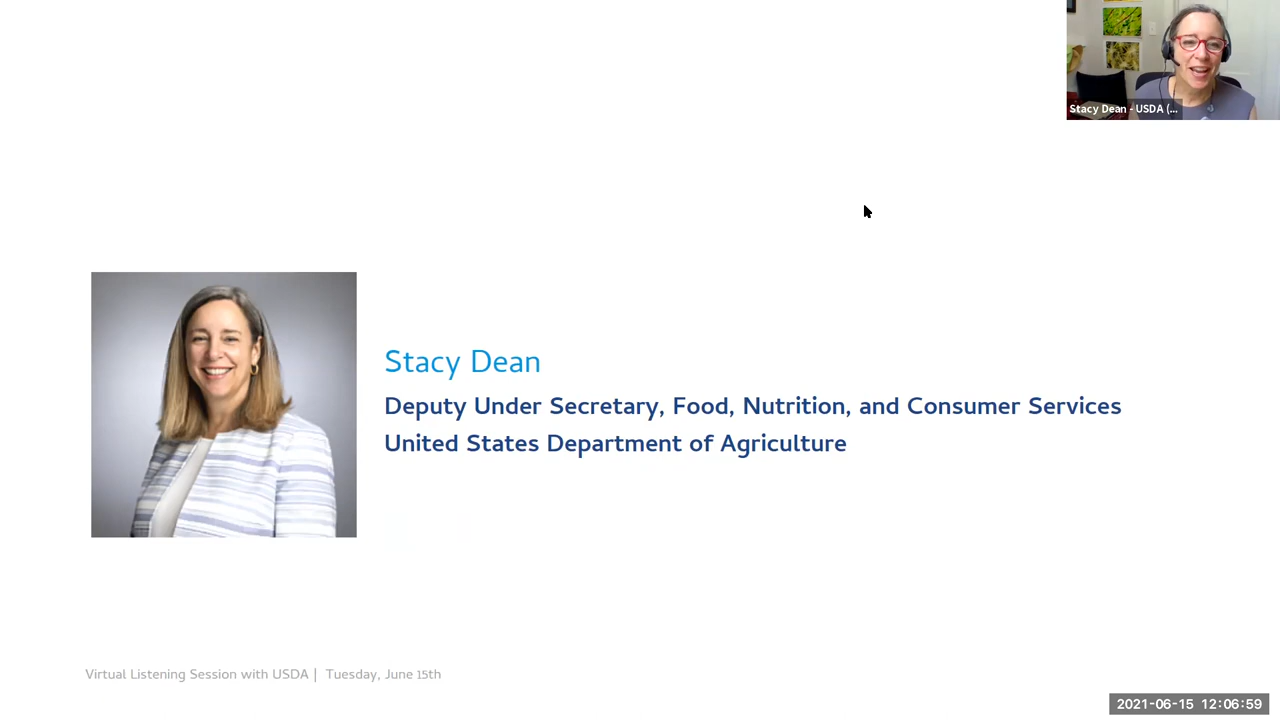 Stacy Dean - USDA (...
Stacy Dean
Deputy Under Secretary, Food, Nutrition, and Consumer Services
United States Department of Agriculture
Virtual Listening Session with USDA | Tuesday, June 15th
2021-06-15 12:06:59